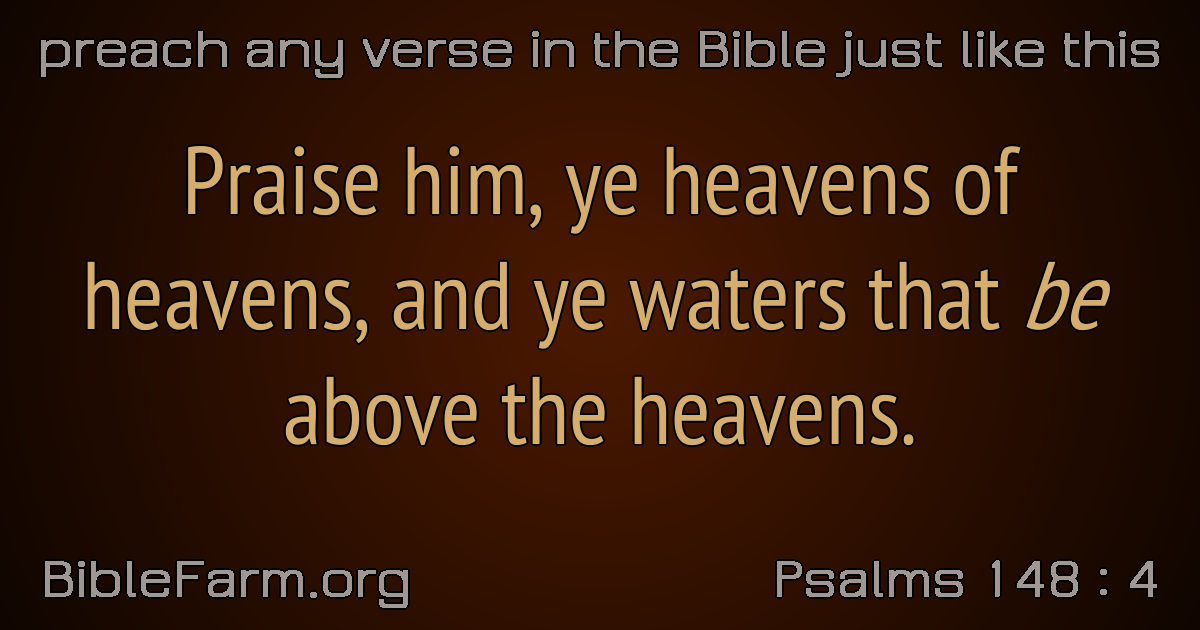 preach any verse in the Bible just like this
Praise him, ye heavens of
heavens, and ye waters that be
above the heavens.
BibleFarm.org
Psalms 148 : 4